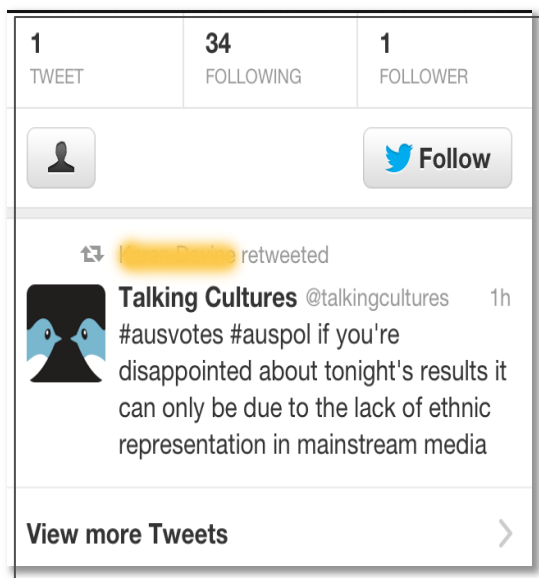 1 34 1
TWEET FOLLOWING FOLLOWER
Follow
retweeted
Talking Cultures @talkingcultures 1h
#ausvotes #auspol if you're
disappointed about tonight's results it
can only be due to the lack of ethnic
representation in mainstream media
View more Tweets